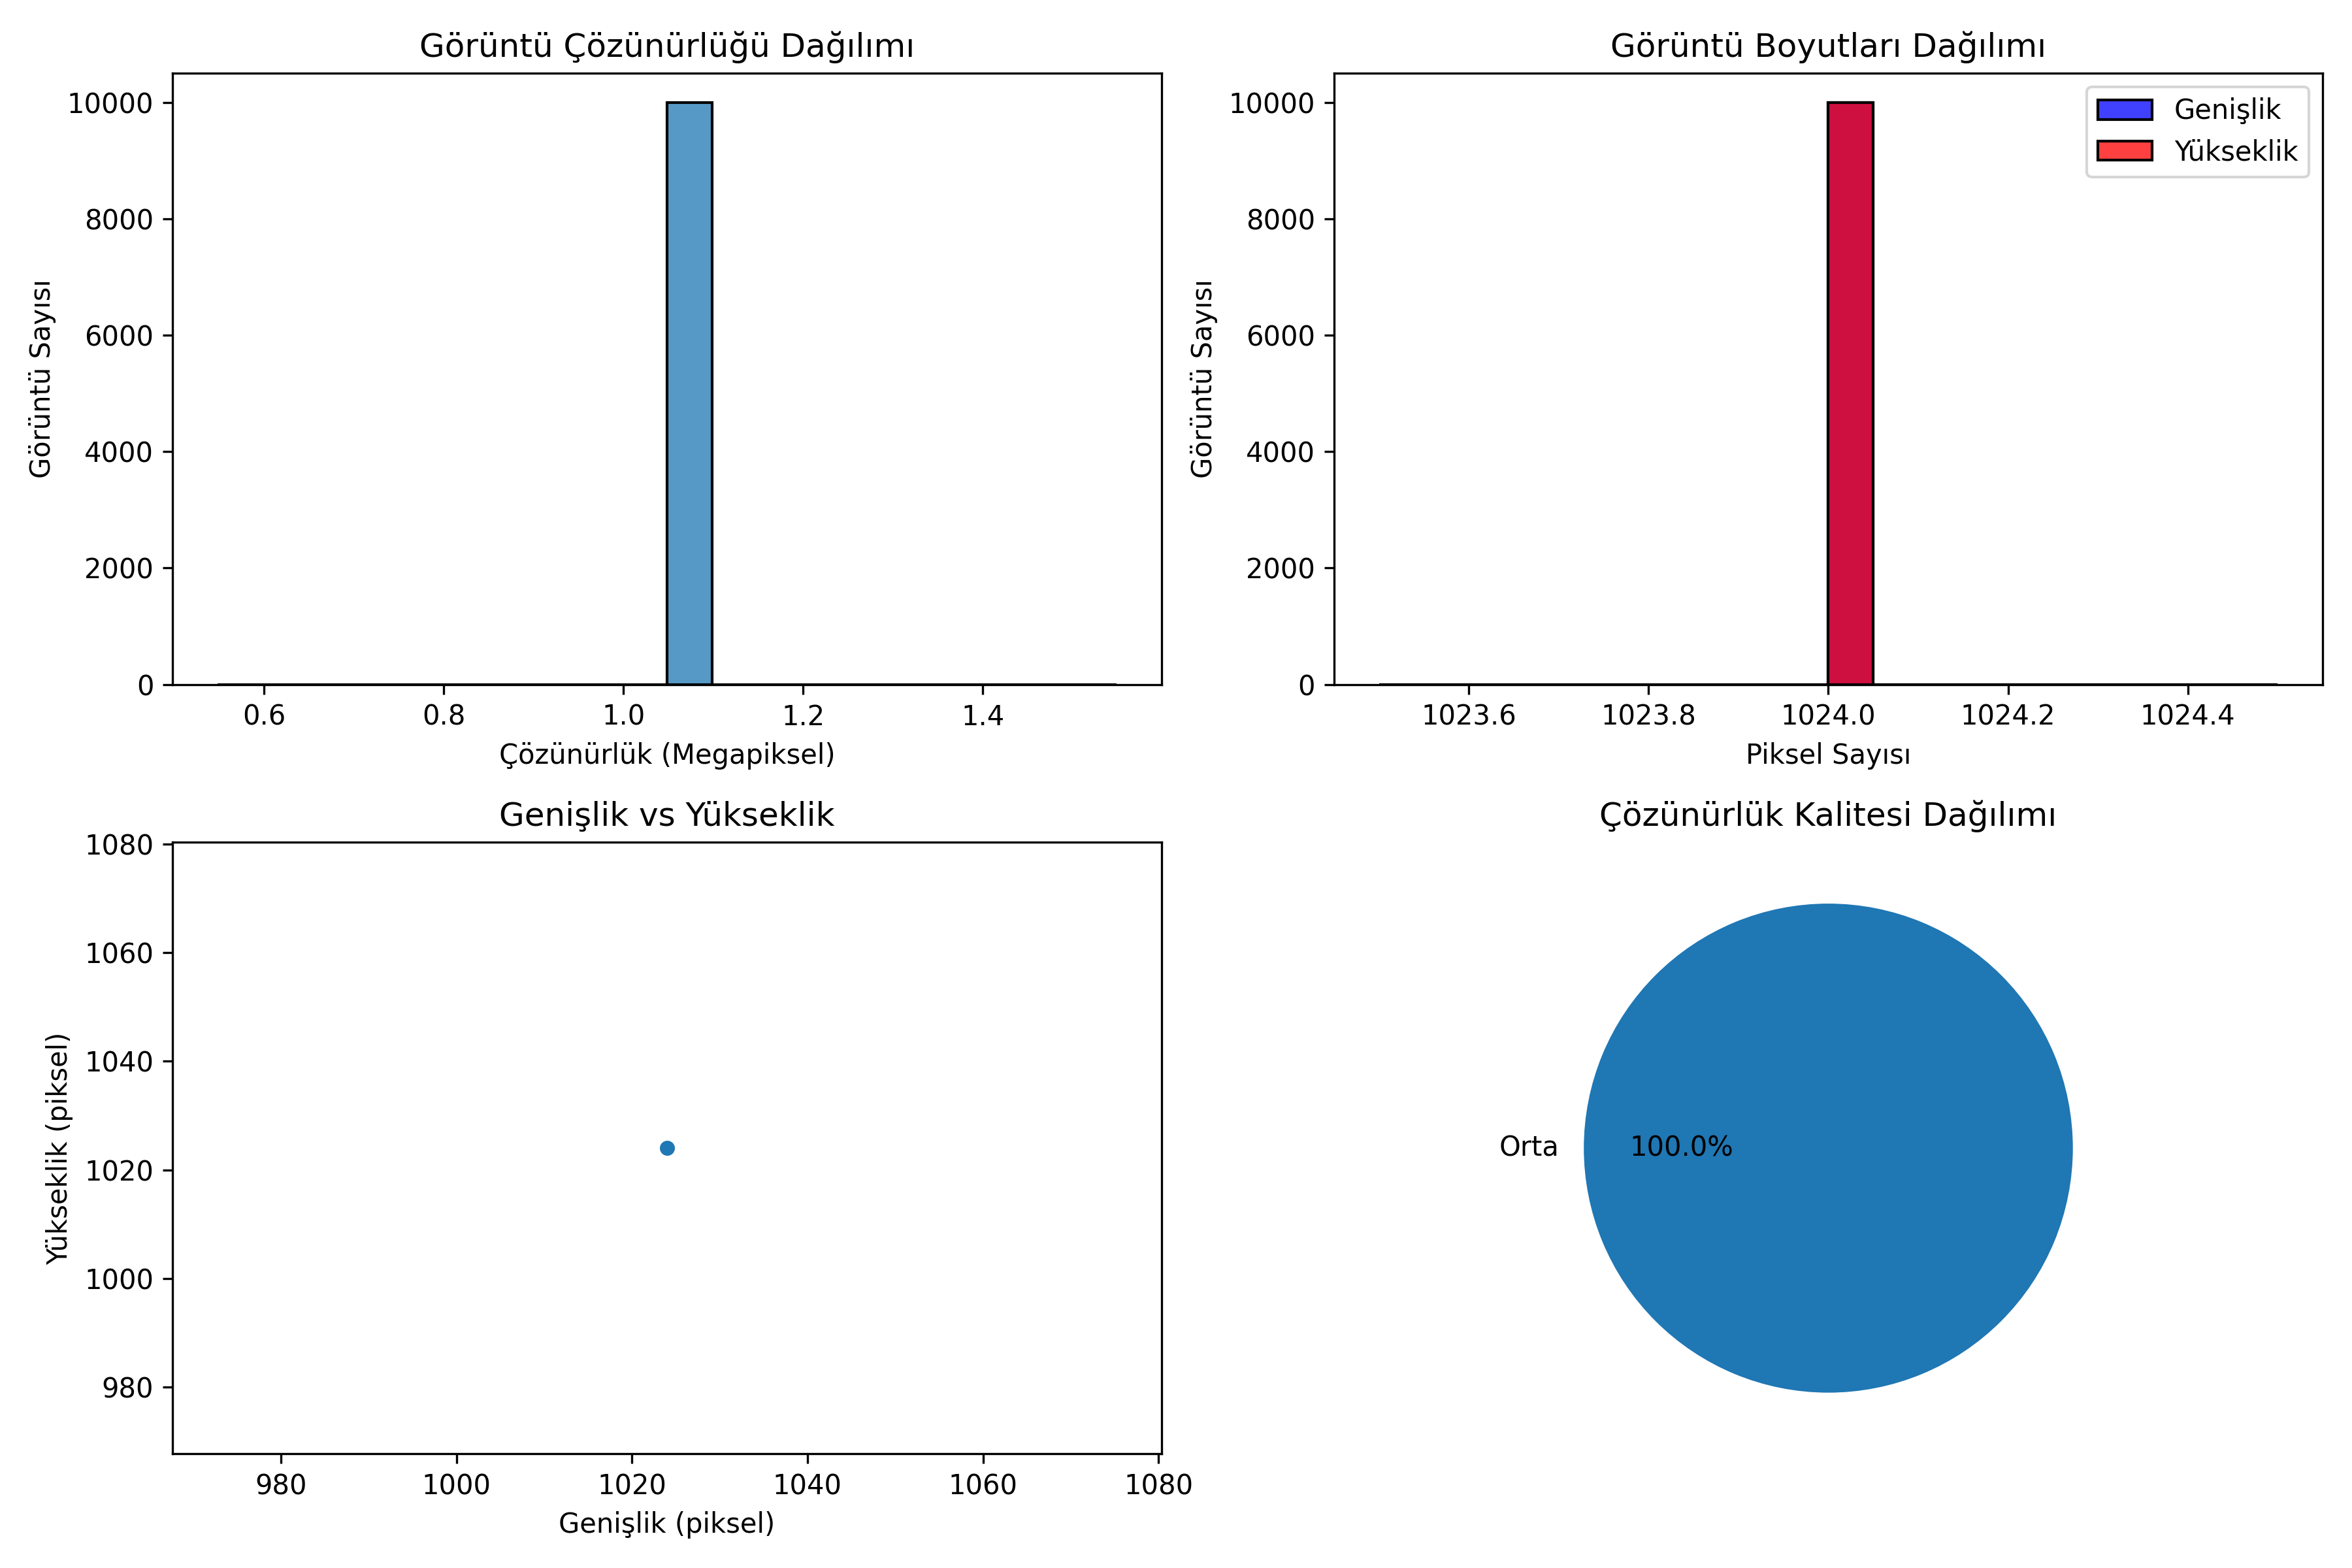 Görüntü Çözünürlüğü Dağılımı
Görüntü Sayısı
10000
8000
6000
4000
2000
0
0.6 0.8 1.0 1.2 1.4
Çözünürlük (Megapiksel)
Görüntü Boyutları Dağılımı
Görüntü Sayısı
10000
8000
6000
4000
2000
0
Genişlik
Yükseklik
1023.6 1023.8 1024.0 1024.2 1024.4
Piksel Sayısı
Genişlik vs Yükseklik
Yükseklik (piksel)
1080
1060
1040
1020
1000
980
980 1000 1020 1040 1060 1080
Genişlik (piksel)
Çözünürlük Kalitesi Dağılımı
Orta
100.0%